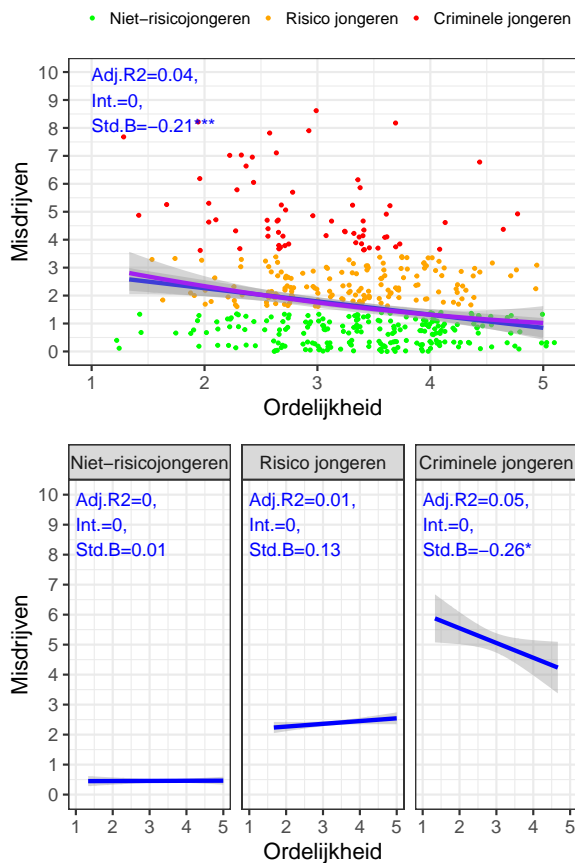 Niet−risicojongeren Risico jongeren Criminele jongeren
10
9
8
7
6
5
4
3
2
1
0
Misdrijven
Adj.R2=0.04,
Int.=0,
Std.B=−0.21***
1 2 3 4 5
Ordelijkheid
Niet−risicojongeren Risico jongeren Criminele jongeren
10
9
8
7
6
5
4
3
2
1
0
Misdrijven
Adj.R2=0,
Int.=0,
Std.B=0.01
Adj.R2=0.01,
Int.=0,
Std.B=0.13
Adj.R2=0.05,
Int.=0,
Std.B=−0.26*
1 2 3 4 5 1 2 3 4 5 1 2 3 4 5
Ordelijkheid